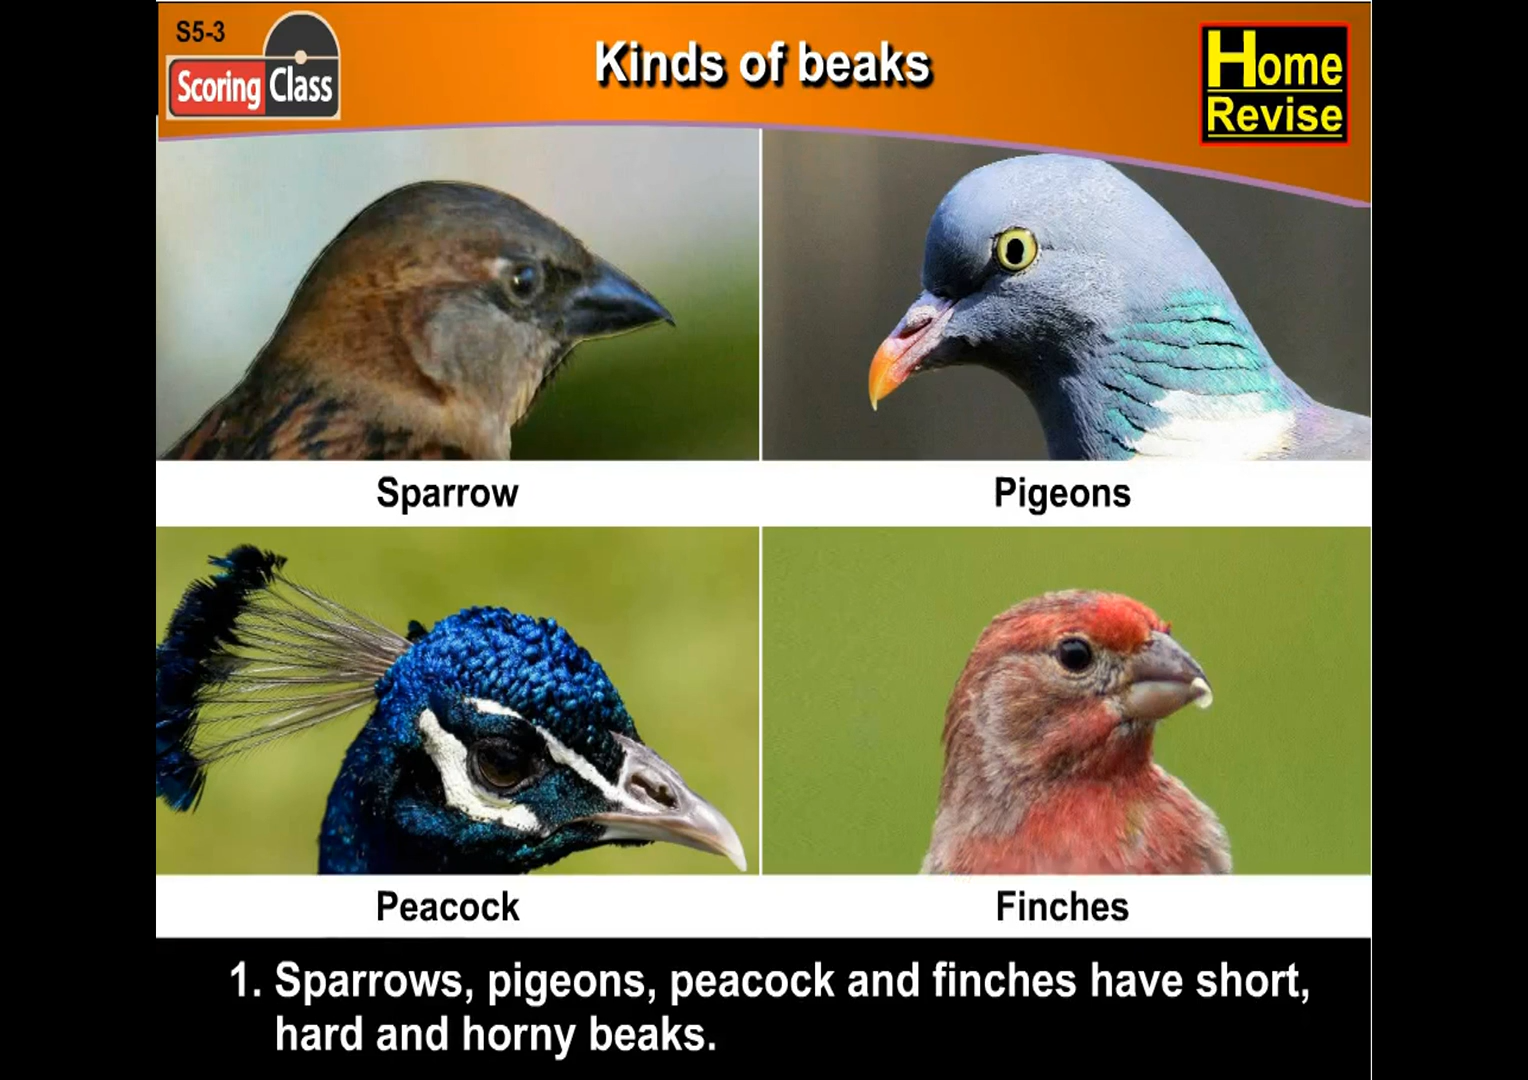 S5-3
Scoring Class
Kinds of beaks
Home
Revise
Sparrow
Pigeons
Peacock
Finches
1. Sparrows, pigeons, peacock and finches have short,
hard and horny beaks.